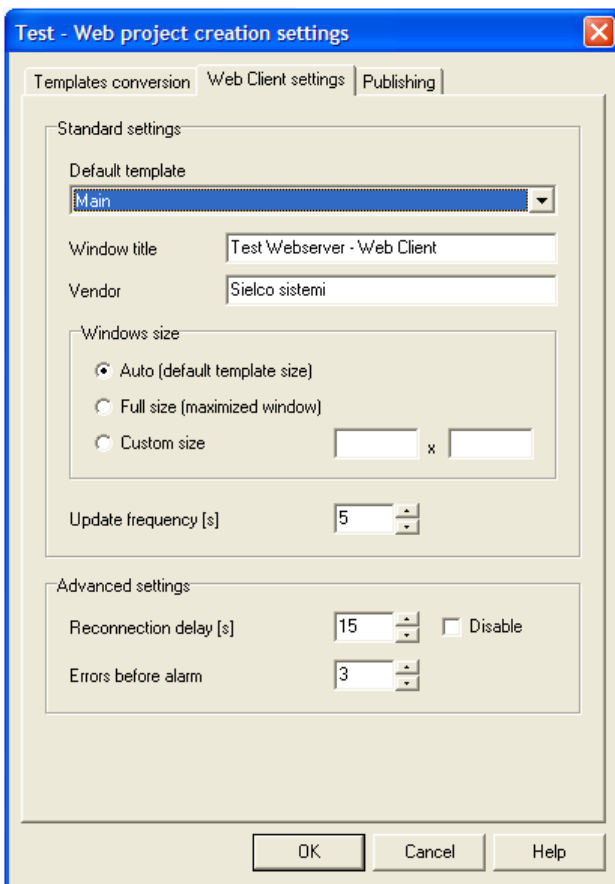 Test - Web project creation settings
Templates conversion Web Client settings Publishing
Standard settings
Default template
Main
Window title Test Webserver - Web Client
Vendor Sielco sistemi
Windows size
Auto (default template size)
Full size (maximized window)
Custom size x
Update frequency [s] 5
Advanced settings
Reconnection delay [s] 15 Disable
Errors before alarm 3
OK Cancel Help